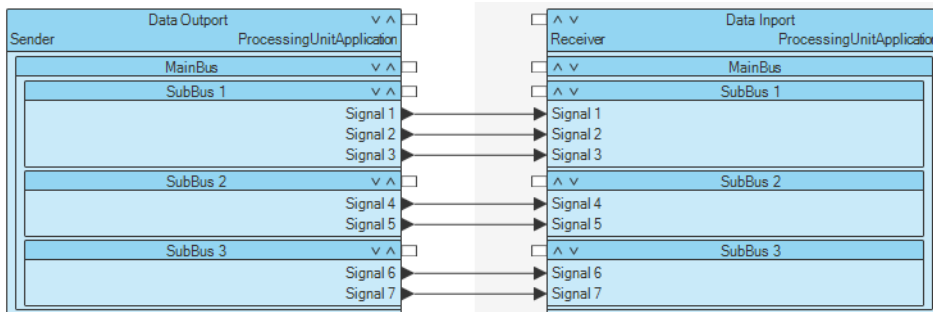 Data Outport
Sender ProcessingUnitApplication
MainBus
SubBus 1
Signal 1
Signal 2
Signal 3
SubBus 2
Signal 4
Signal 5
SubBus 3
Signal 6
Signal 7
Data Inport
Receiver ProcessingUnitApplicatio
MainBus
SubBus 1
Signal 1
Signal 2
Signal 3
SubBus 2
Signal 4
Signal 5
SubBus 3
Signal 6
Signal 7